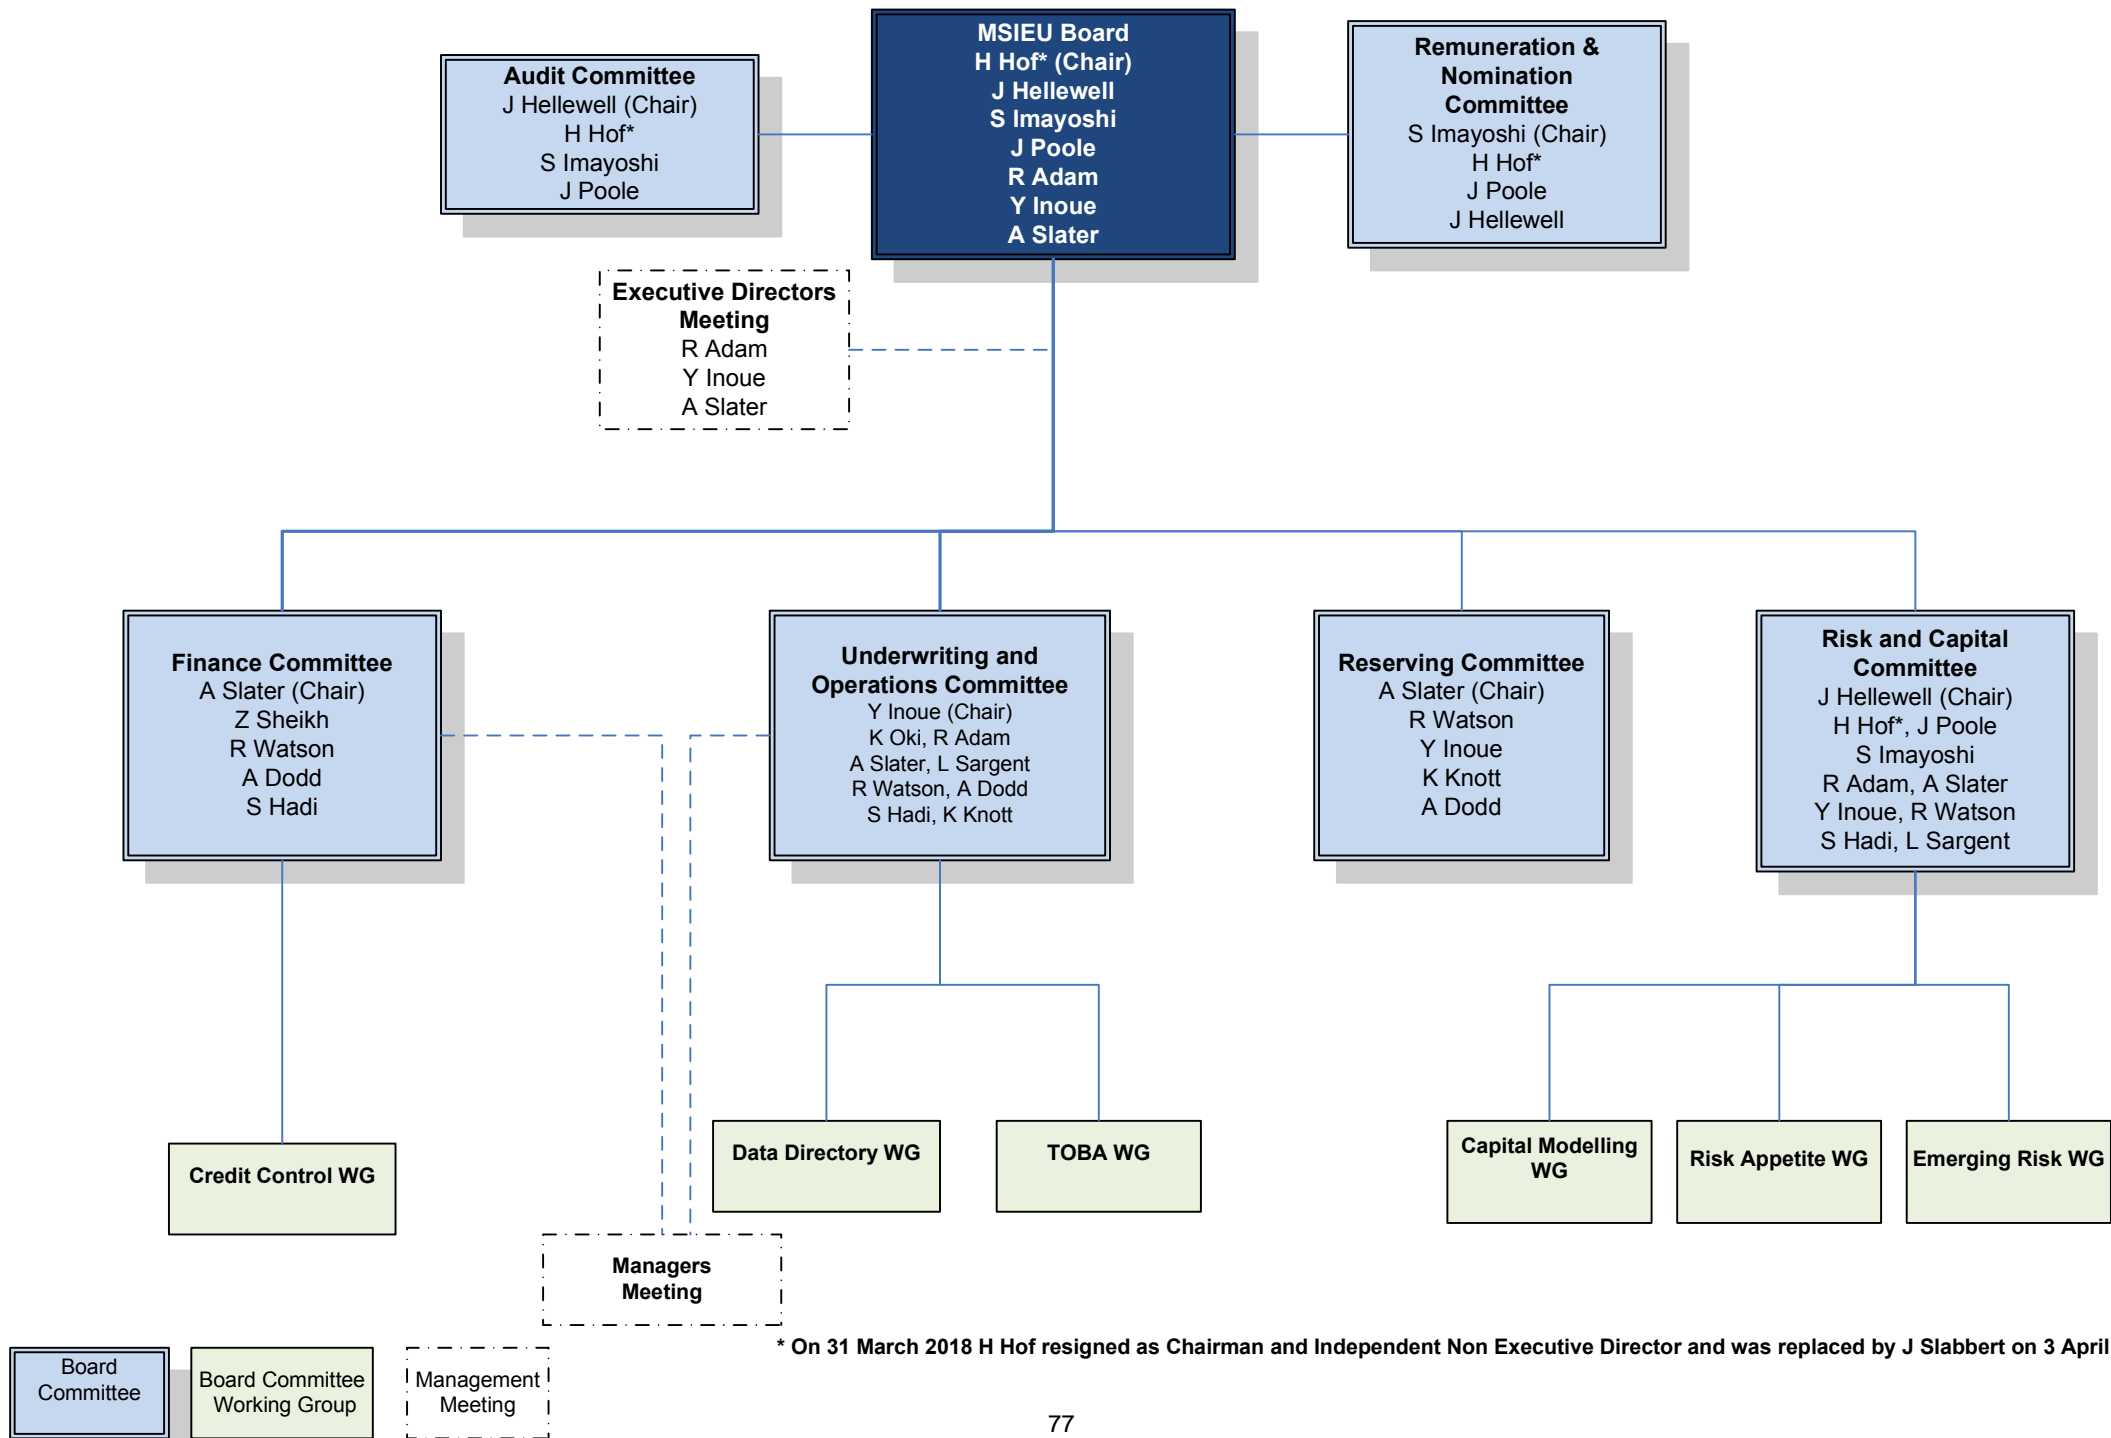 Audit Committee
J Hellewell (Chair)
H Hof*
S Imayoshi
J Poole
MSIEU Board
H Hof* (Chair)
J Hellewell
S Imayoshi
J Poole
R Adam
Y Inoue
A Slater
Remuneration &
Nomination
Committee
S Imayoshi (Chair)
H Hof*
J Poole
J Hellewell
Executive Directors
Meeting
R Adam
Y Inoue
A Slater
Finance Committee
A Slater (Chair)
Z Sheikh
R Watson
A Dodd
S Hadi
Underwriting and
Operations Committee
Y Inoue (Chair)
K Oki, R Adam
A Slater, L Sargent
R Watson, A Dodd
S Hadi, K Knott
Reserving Committee
A Slater (Chair)
R Watson
Y Inoue
K Knott
A Dodd
Risk and Capital
Committee
J Hellewell (Chair)
H Hof*, J Poole
S Imayoshi
R Adam, A Slater
Y Inoue, R Watson
S Hadi, L Sargent
Credit Control WG
Data Directory WG
TOBA WG
Capital Modelling
WG
Risk Appetite WG
Emerging Risk WG
Managers
Meeting
* On 31 March 2018 H Hof resigned as Chairman and Independent Non Executive Director and was replaced by J Slabbert on 3 April
Board
Committee
Board Committee
Working Group
Management
Meeting
77